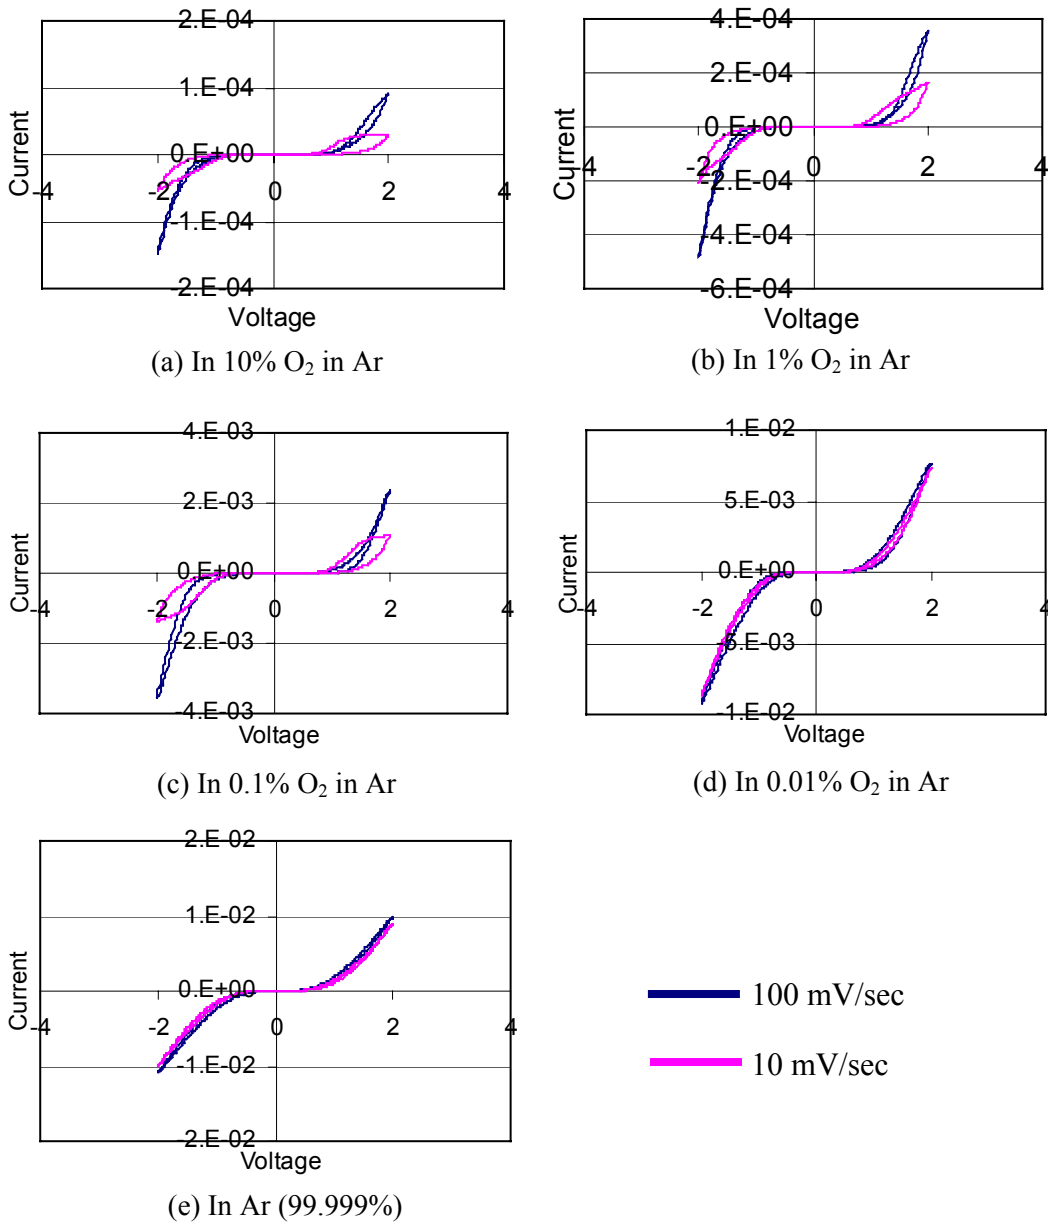 2.E-04
1.E-04
0.E+00
-4 -2 0 2 4
-1.E-04
-2.E-04
Current
Voltage
(a) In 10% O₂ in Ar
4.E-04
2.E-04
0.E+00
-4 -2 0 2 4
-2.E-04
-4.E-04
-6.E-04
Current
Voltage
(b) In 1% O₂ in Ar
4.E-03
2.E-03
0.E+00
-4 -2 0 2 4
-2.E-03
-4.E-03
Current
Voltage
(c) In 0.1% O₂ in Ar
1.E-02
5.E-03
0.E+00
-4 -2 0 2 4
-5.E-03
-1.E-02
Current
Voltage
(d) In 0.01% O₂ in Ar
2.E-02
1.E-02
0.E+00
-4 -2 0 2 4
-1.E-02
-2.E-02
Current
Voltage
(e) In Ar (99.999%)
100 mV/sec
10 mV/sec